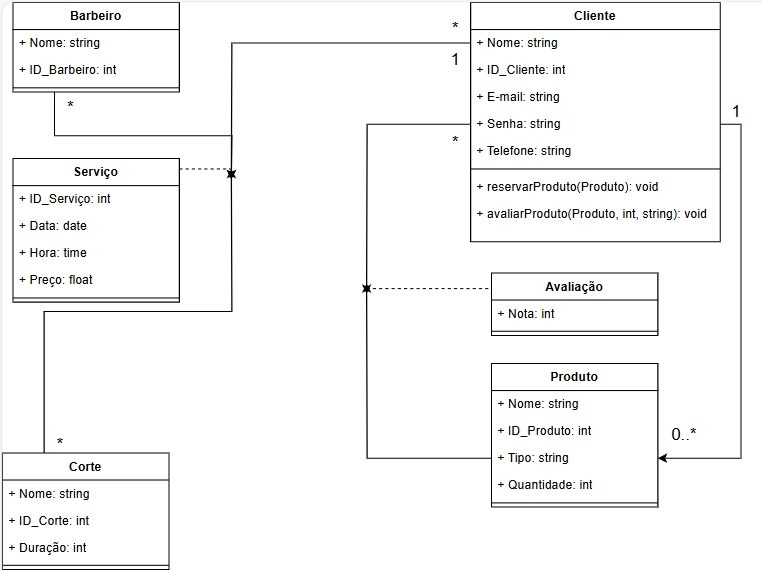 Barbeiro
+ Nome: string
+ ID_Barbeiro: int
*
Serviço
+ ID_Serviço: int
+ Data: date
+ Hora: time
+ Preço: float
*
Corte
+ Nome: string
+ ID_Corte: int
+ Duração: int
*
1
*
Cliente
+ Nome: string
+ ID_Cliente: int
+ E-mail: string
+ Senha: string
+ Telefone: string
+ reservarProduto(Produto): void
+ avaliarProduto(Produto, int, string): void
1
Avaliação
+ Nota: int
Produto
+ Nome: string
+ ID_Produto: int
+ Tipo: string
+ Quantidade: int
0..*